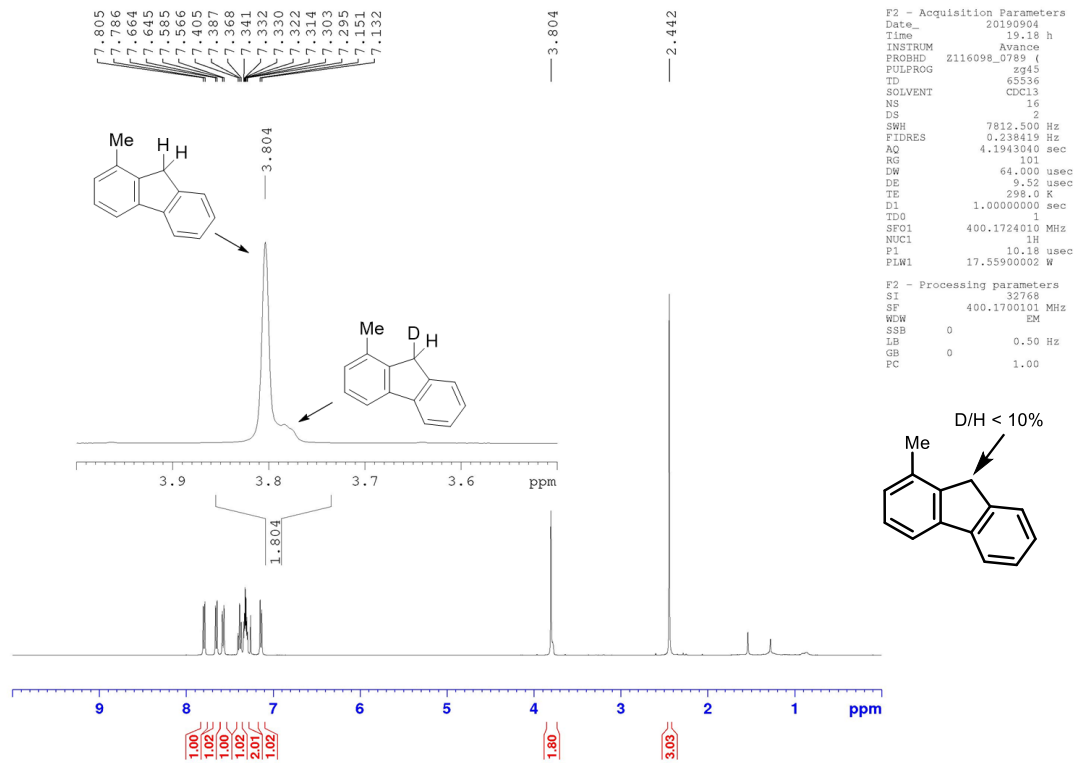 7.805
7.786
7.664
7.645
7.585
7.566
7.405
7.387
7.368
7.341
7.332
7.330
7.322
7.314
7.303
7.295
7.151
7.132
3.804
2.442
F2 - Acquisition Parameters
Date_ 20190904
Time 19.18 h
INSTRUM Avance
PROBHD Z116098_0789 (
PULPROG zg45
TD 65536
SOLVENT CDCl3
NS 16
DS 2
SWH 7812.500 Hz
FIDRES 0.238419 Hz
AQ 4.1943040 sec
RG 101
DW 64.000 usec
DE 9.52 usec
TE 298.0 K
D1 1.00000000 sec
TD0 1
SFO1 400.1724010 MHz
NUC1 1H
P1 10.18 usec
PLW1 17.55900002 W
F2 - Processing parameters
SI 32768
SF 400.1700101 MHz
WDW EM
SSB 0
LB 0.50 Hz
GB 0
PC 1.00
3.804
Me H
H
Me D
H
3.9 3.8 3.7 3.6 ppm
1.804
D/H < 10%
Me
9 8 7 6 5 4 3 2 1 ppm
1.00
1.02
1.00
1.02
2.01
1.02
1.80
3.03